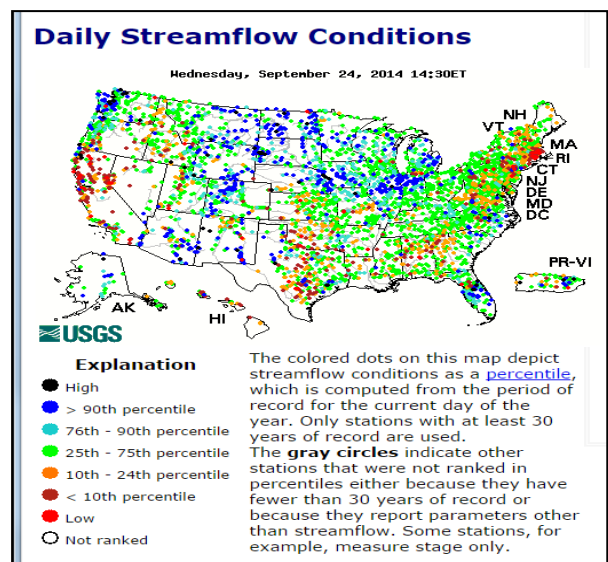 Daily Streamflow Conditions
Wednesday, September 24, 2014 14:30ET
NH
VT
MA
RI
CT
NJ
DE
MD
DC
PR-VI
AK
HI
USGS
Explanation
High
> 90th percentile
76th - 90th percentile
25th - 75th percentile
10th - 24th percentile
< 10th percentile
Low
Not ranked
The colored dots on this map depict
streamflow conditions as a percentile,
which is computed from the period of
record for the current day of the
year. Only stations with at least 30
years of record are used.
The gray circles indicate other
stations that were not ranked in
percentiles either because they have
fewer than 30 years of record or
because they report parameters other
than streamflow. Some stations, for
example, measure stage only.